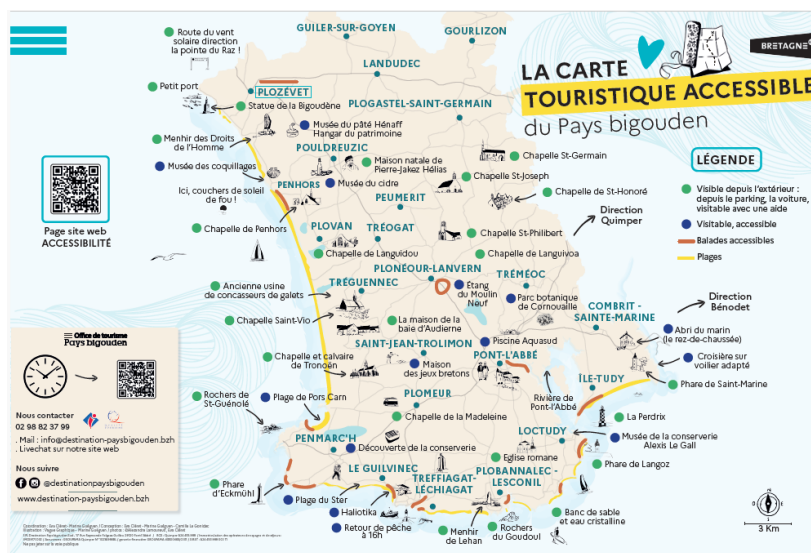 LA CARTE
TOURISTIQUE ACCESSIBLE
du Pays bigouden
BRETAGNE
Route du vent
solaire direction
la pointe du Raz !
GUILER-SUR-GOYEN
GOURLIZON
LANDUDEC
Petit port
PLOZÉVET
Statue de la Bigoudène
PLOGASTEL-SAINT-GERMAIN
Menhir des Droits
de l'Homme
Musée du pâté Hénaff
Hangar du patrimoine
POULDREUZIC
Maison natale de
Pierre-Jakez Hélias
Chapelle St-Germain
Musée des coquillages
Chapelle St-Joseph
Ici, couchers de soleil
de fou !
PENHORS
Musée du cidre
PEUMERIT
Chapelle de St-Honoré
Direction
Quimper
Chapelle de Penhors
PLOVAN
TRÉOGAT
Chapelle St-Philibert
Chapelle de Languidou
Chapelle de Languivoa
PLONÉOUR-LANVERN
TRÉMÉOC
Ancienne usine
de concasseurs de galets
TRÉGUENNEC
Étang
du Moulin
Neuf
Parc botanique
de Cornouaille
COMBRIT -
SAINTE-MARINE
Direction
Bénodet
Chapelle Saint-Vio
La maison de la
baie d'Audierne
Abri du marin
(le rez-de-chaussée)
SAINT-JEAN-TROLIMON
Piscine Aquasud
PONT-L'ABBÉ
Croisière sur
voilier adapté
Chapelle et calvaire
de Tronoën
Maison
des jeux bretons
ÎLE-TUDY
Phare de Saint-Marine
Rochers de
St-Guénolé
Plage de Pors Carn
PLOMEUR
Rivière de
Pont-l'Abbé
Chapelle de la Madeleine
La Perdrix
LOCTUDY
Musée de la conserverie
Alexis Le Gall
PENMARC'H
Découverte de la conserverie
Eglise romane
Phare de Langoz
LE GUILVINEC
TREFFIAGAT-
LÉCHIAGAT
PLOBANNALEC -
LESCONIL
Phare
d'Eckmühl
Plage du Ster
Haliotika
Retour de pêche
à 16h
Menhir
de Lehan
Rochers
du Goudoul
Banc de sable
et eau cristalline
LÉGENDE
Visible depuis l'extérieur :
depuis le parking, la voiture,
visitable avec une aide
Visitable, accessible
Balades accessibles
Plages
Page site web
ACCESSIBILITÉ
Office de tourisme
Pays bigouden
Nous contacter
02 98 82 37 99
. Mail : info@destination-paysbigouden.bzh
. Livechat sur notre site web
Nous suivre
@destinationpaysbigouden
www.destination-paysbigouden.bzh
3 Km